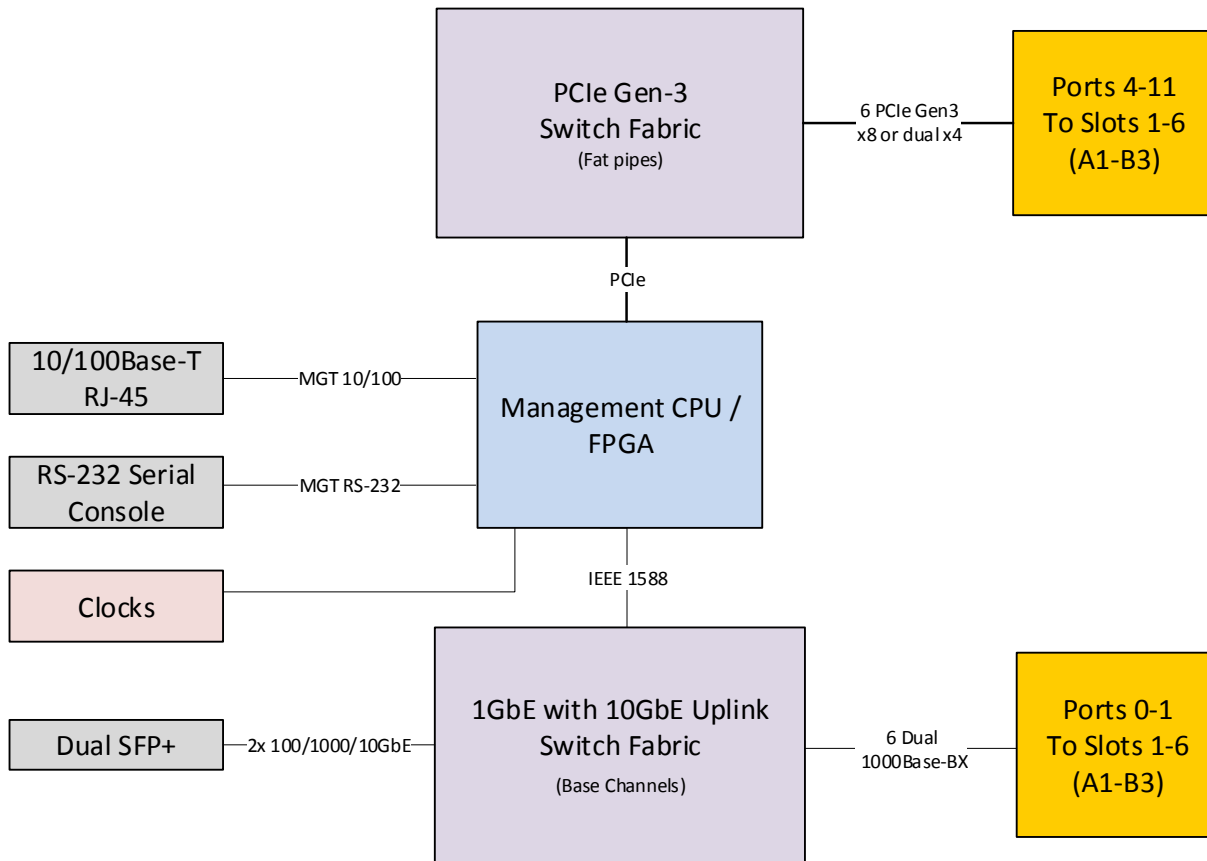 PCIe Gen-3
Switch Fabric
(Fat pipes)
6 PCIe Gen3
x8 or dual x4
Ports 4-11
To Slots 1-6
(A1-B3)
PCIe
10/100Base-T
RJ-45
MGT 10/100
Management CPU /
FPGA
RS-232 Serial
Console
MGT RS-232
Clocks
IEEE 1588
Dual SFP+
2x 100/1000/10GbE
1GbE with 10GbE Uplink
Switch Fabric
(Base Channels)
6 Dual
1000Base-BX
Ports 0-1
To Slots 1-6
(A1-B3)